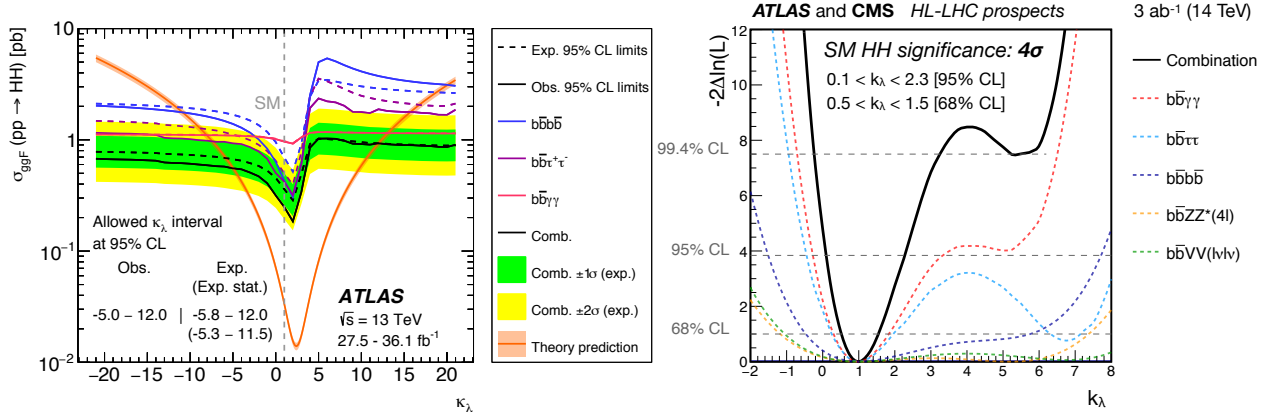 σggF (pp → HH) [pb]
10
1
10⁻¹
10⁻²
SM
Allowed κλ interval
at 95% CL
Obs. Exp.
(Exp. stat.)
-5.0 – 12.0 | -5.8 – 12.0
(-5.3 – 11.5)
ATLAS
√s = 13 TeV
27.5 - 36.1 fb⁻¹
−20 −15 −10 −5 0 5 10 15 20
κλ
Exp. 95% CL limits
Obs. 95% CL limits
bb̄bb̄
bb̄τ⁺τ⁻
bb̄γγ
Comb.
Comb. ±1σ (exp.)
Comb. ±2σ (exp.)
Theory prediction
ATLAS and CMS HL-LHC prospects
3 ab⁻¹ (14 TeV)
-2Δln(L)
12
10
8
6
4
2
0
SM HH significance: 4σ
0.1 < kλ < 2.3 [95% CL]
0.5 < kλ < 1.5 [68% CL]
99.4% CL
95% CL
68% CL
−2 −1 0 1 2 3 4 5 6 7 8
kλ
Combination
bb̄γγ
bb̄ττ
bb̄bb̄
bb̄ZZ*(4l)
bb̄VV(lνlν)